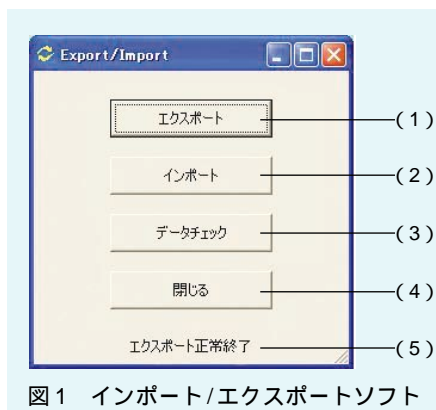 Export/Import
エクスポート
(1)
インポート
(2)
データチェック
(3)
閉じる
(4)
エクスポート正常終了
(5)
図1 インポート/エクスポートソフト